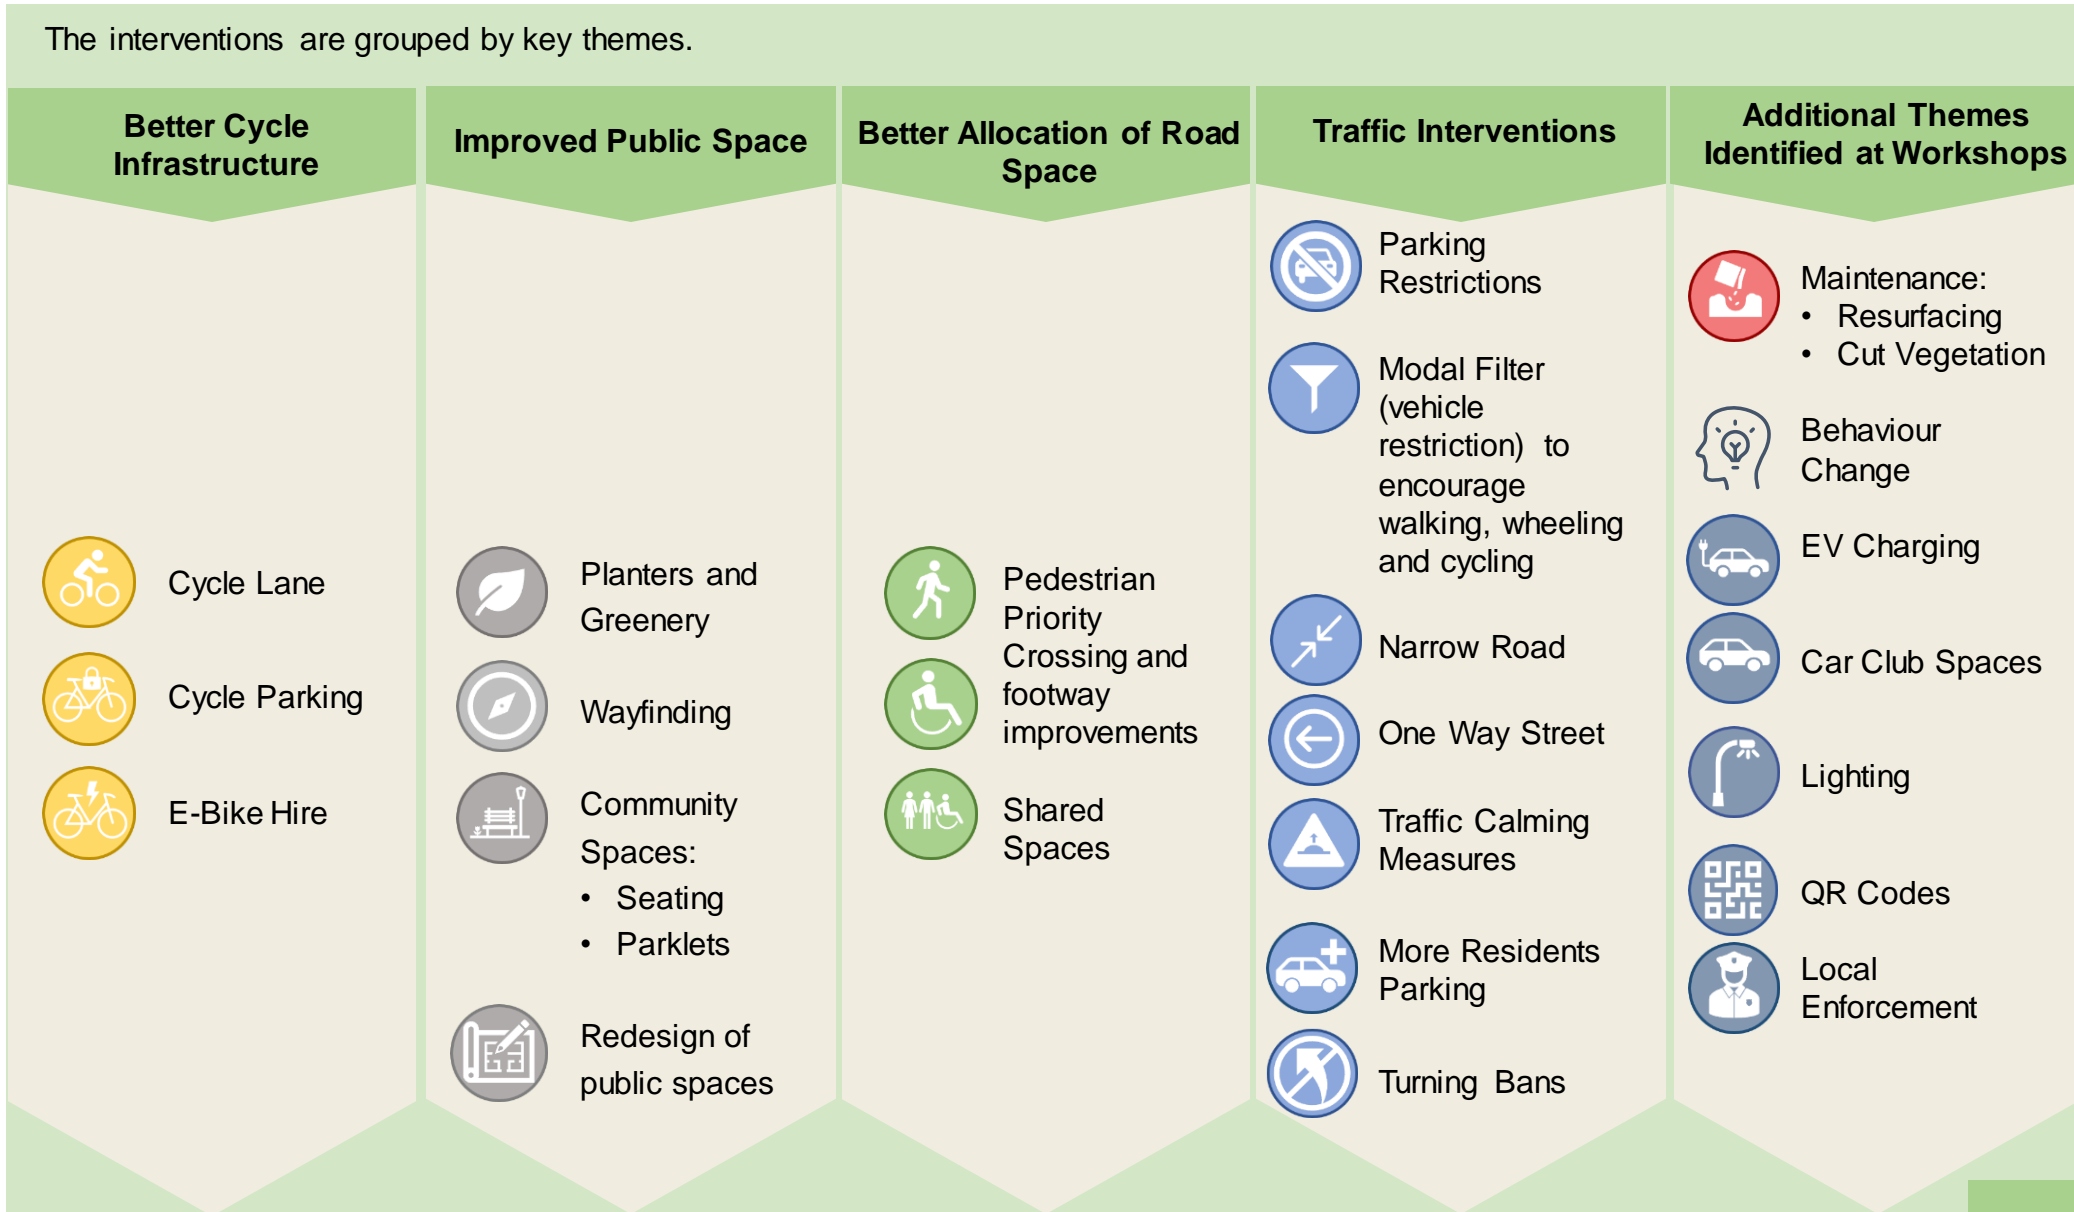 The interventions are grouped by key themes.
Better Cycle
Infrastructure
Cycle Lane
Cycle Parking
E-Bike Hire
Improved Public Space
Planters and
Greenery
Wayfinding
Community
Spaces:
• Seating
• Parklets
Redesign of
public spaces
Better Allocation of Road
Space
Pedestrian
Priority
Crossing and
footway
improvements
Shared
Spaces
Traffic Interventions
Parking
Restrictions
Modal Filter
(vehicle
restriction) to
encourage
walking, wheeling
and cycling
Narrow Road
One Way Street
Traffic Calming
Measures
More Residents
Parking
Turning Bans
Additional Themes
Identified at Workshops
Maintenance:
• Resurfacing
• Cut Vegetation
Behaviour
Change
EV Charging
Car Club Spaces
Lighting
QR Codes
Local
Enforcement